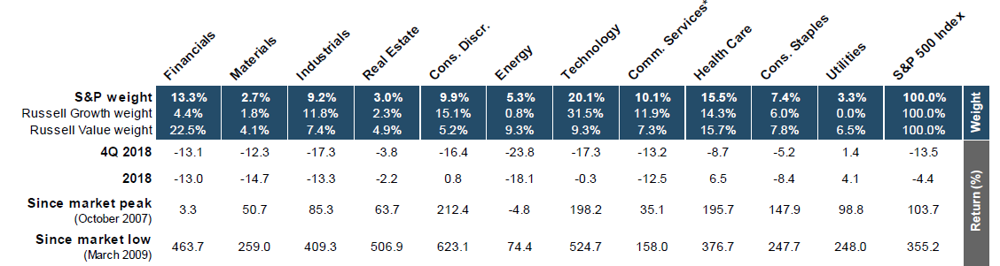 Financials Materials Industrials Real Estate Cons. Discr. Energy Technology Comm. Services* Health Care Cons. Staples Utilities S&P 500 Index
S&P weight 13.3% 2.7% 9.2% 3.0% 9.9% 5.3% 20.1% 10.1% 15.5% 7.4% 3.3% 100.0%
Russell Growth weight 4.4% 1.8% 11.8% 2.3% 15.1% 0.8% 31.5% 11.9% 14.3% 6.0% 0.0% 100.0%
Russell Value weight 22.5% 4.1% 7.4% 4.9% 5.2% 9.3% 9.3% 7.3% 15.7% 7.8% 6.5% 100.0%
Weight
4Q 2018 -13.1 -12.3 -17.3 -3.8 -16.4 -23.8 -17.3 -13.2 -8.7 -5.2 1.4 -13.5
2018 -13.0 -14.7 -13.3 -2.2 0.8 -18.1 -0.3 -12.5 6.5 -8.4 4.1 -4.4
Since market peak
(October 2007) 3.3 50.7 85.3 63.7 212.4 -4.8 198.2 35.1 195.7 147.9 98.8 103.7
Since market low
(March 2009) 463.7 259.0 409.3 506.9 623.1 74.4 524.7 158.0 376.7 247.7 248.0 355.2
Return (%)